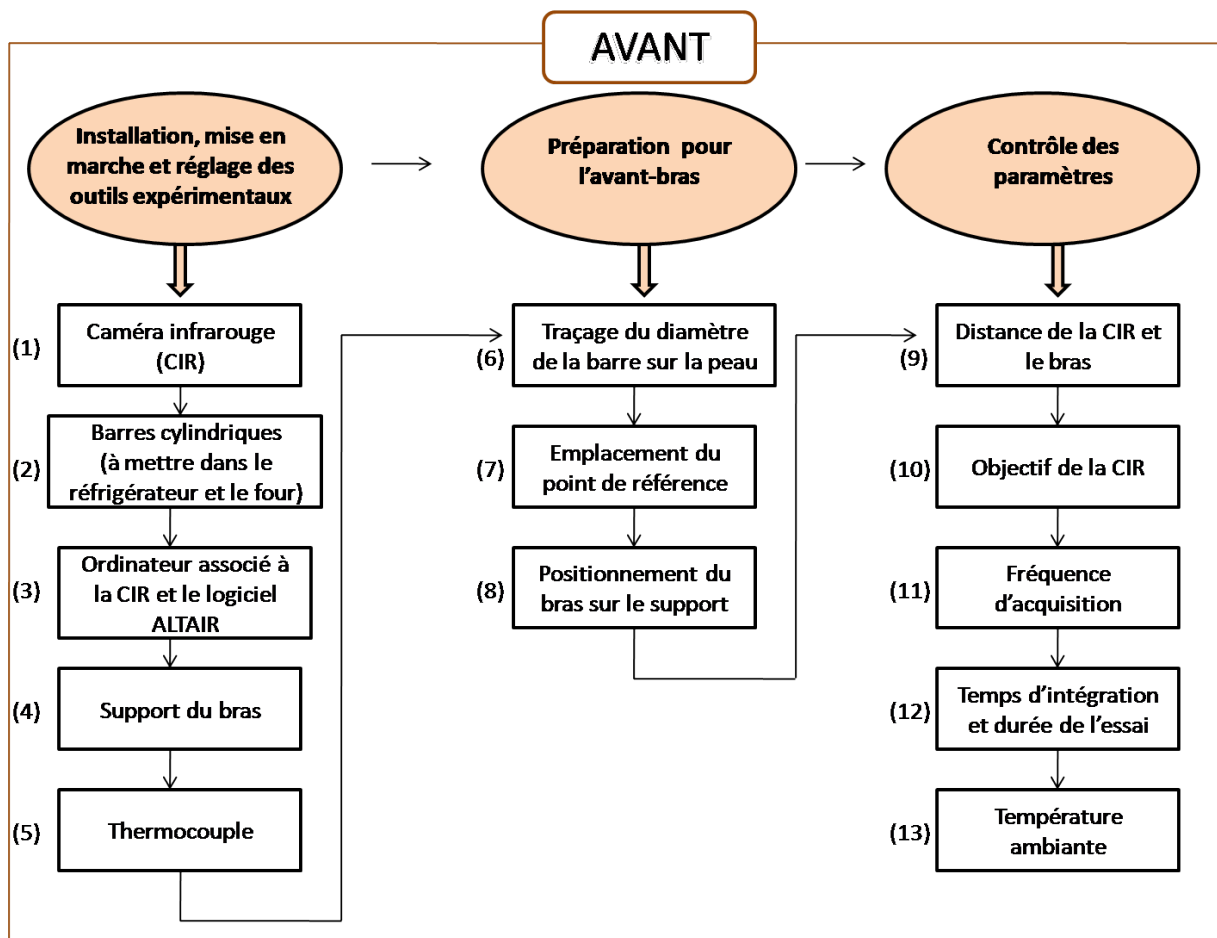 AVANT
Installation, mise en
marche et réglage des
outils expérimentaux
Préparation pour
l'avant-bras
Contrôle des
paramètres
(1)
Caméra infrarouge
(CIR)
(2)
Barres cylindriques
(à mettre dans le
réfrigérateur et le four)
(3)
Ordinateur associé à
la CIR et le logiciel
ALTAIR
(4)
Support du bras
(5)
Thermocouple
(6)
Traçage du diamètre
de la barre sur la peau
(7)
Emplacement du
point de référence
(8)
Positionnement du
bras sur le support
(9)
Distance de la CIR et
le bras
(10)
Objectif de la CIR
(11)
Fréquence
d'acquisition
(12)
Temps d'intégration
et durée de l'essai
(13)
Température
ambiante